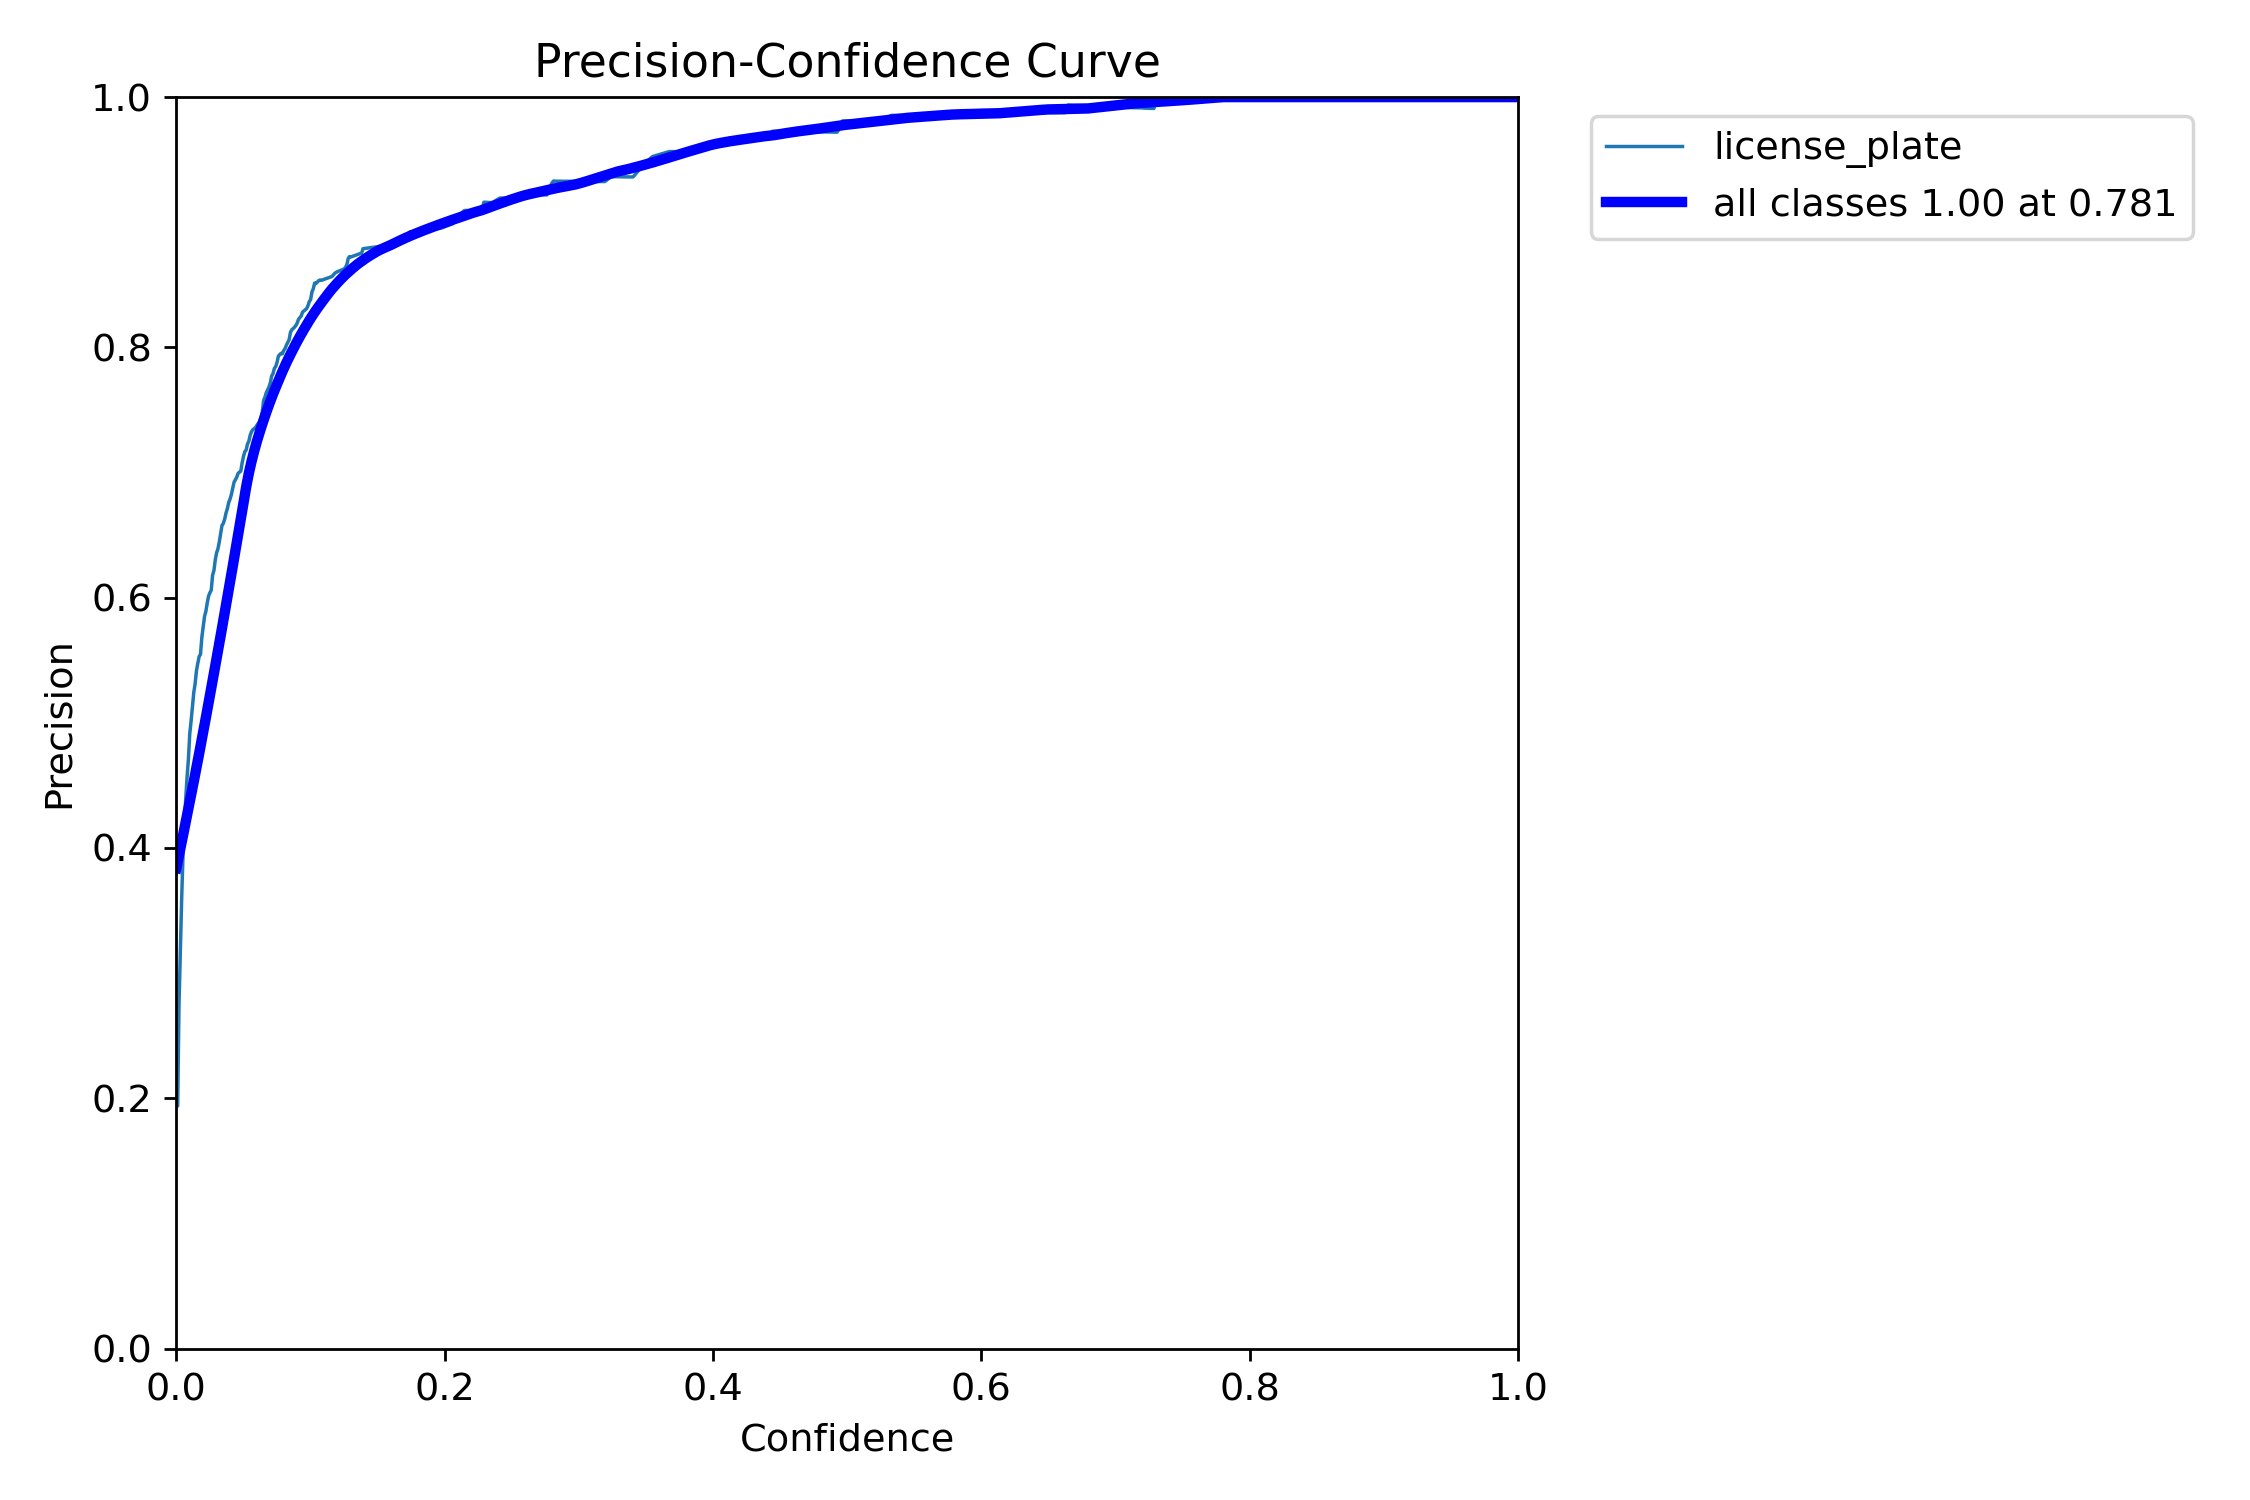 Precision-Confidence Curve
1.0
0.8
0.6
0.4
0.2
0.0
Precision
0.0 0.2 0.4 0.6 0.8 1.0
Confidence
license_plate
all classes 1.00 at 0.781